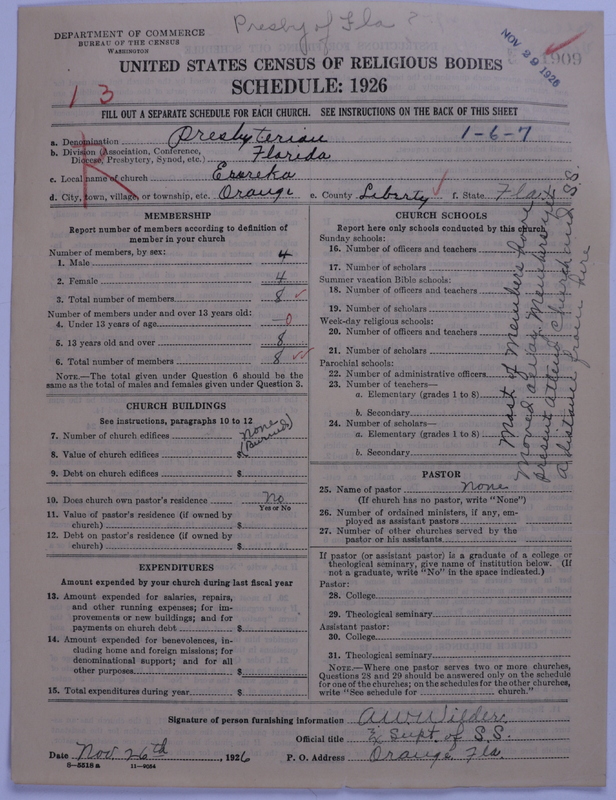 DEPARTMENT OF COMMERCE
BUREAU OF THE CENSUS
WASHINGTON
Presby of Fla ?
NOV 29 1926
1909
UNITED STATES CENSUS OF RELIGIOUS BODIES
SCHEDULE: 1926
13
FILL OUT A SEPARATE SCHEDULE FOR EACH CHURCH. SEE INSTRUCTIONS ON THE BACK OF THIS SHEET
a. Denomination Presbyterian 1-6-7
b. Division (Association, Conference, Diocese, Presbytery, Synod, etc.) Florida
c. Local name of church Eureka
d. City, town, village, or township, etc. Orange e. County Liberty f. State Fla
R
MEMBERSHIP
Report number of members according to definition of
member in your church
Number of members, by sex:
1. Male 4
2. Female 4
3. Total number of members 8
Number of members under and over 13 years old:
4. Under 13 years of age 0
5. 13 years old and over 8
6. Total number of members 8
NOTE.—The total given under Question 6 should be
same as the total of males and females given under Question 3.
CHURCH BUILDINGS
See instructions, paragraphs 10 to 12
7. Number of church edifices none
(Burned)
8. Value of church edifices $
9. Debt on church edifices $
10. Does church own pastor's residence No
Yes or No
11. Value of pastor's residence (if owned by
church) $
12. Debt on pastor's residence (if owned by
church) $
EXPENDITURES
Amount expended by your church during last fiscal year
13. Amount expended for salaries, repairs,
and other running expenses; for im-
provements or new buildings; and for
payments on church debt $
14. Amount expended for benevolences, in-
cluding home and foreign missions; for
denominational support; and for all
other purposes $
15. Total expenditures during year $
CHURCH SCHOOLS
Report here only schools conducted by this church
Sunday schools:
16. Number of officers and teachers
17. Number of scholars
Summer vacation Bible schools:
18. Number of officers and teachers
19. Number of scholars
Week-day religious schools:
20. Number of officers and teachers
21. Number of scholars
Parochial schools:
22. Number of administrative officers
23. Number of teachers—
a. Elementary (grades 1 to 8)
b. Secondary
24. Number of scholars—
a. Elementary (grades 1 to 8)
b. Secondary
Most of Members have
Moved away. Members
present attend Church and S.S.
a distance from here
PASTOR
25. Name of pastor none
(If church has no pastor, write "None")
26. Number of ordained ministers, if any, em-
ployed as assistant pastors
27. Number of other churches served by the
pastor or his assistants
If pastor (or assistant pastor) is a graduate of a college or
theological seminary, give name of institution below. (If
not a graduate, write "No" in the space indicated.)
Pastor:
28. College
29. Theological seminary
Assistant pastor:
30. College
31. Theological seminary
NOTE.—Where one pastor serves two or more churches,
Questions 28 and 29 should be answered only on the schedule
for one of the churches; on the schedules for the other churches,
write "See schedule for church."
Signature of person furnishing information A W Wilder
Official title Supt. of S.S.
Date Nov. 26th, 1926 P. O. Address Orange Fla.
8—5518 a 11—9024